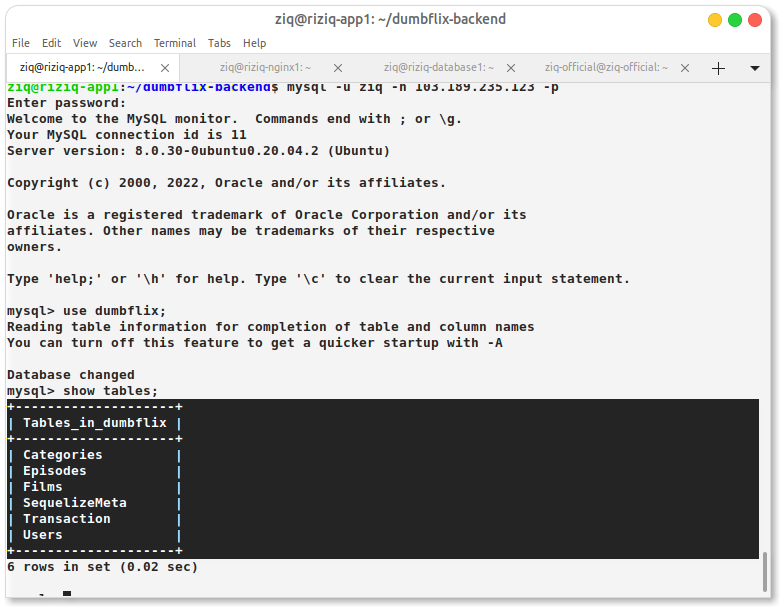 ziq@riziq-app1: ~/dumbflix-backend
File Edit View Search Terminal Tabs Help
ziq@riziq-app1: ~/dumb... ziq@riziq-nginx1: ~ ziq@riziq-database1: ~ ziq-official@ziq-official: ~
ziq@riziq-app1:~/dumbflix-backend$ mysql -u ziq -h 103.189.235.123 -p
Enter password:
Welcome to the MySQL monitor.  Commands end with ; or \g.
Your MySQL connection id is 11
Server version: 8.0.30-0ubuntu0.20.04.2 (Ubuntu)
Copyright (c) 2000, 2022, Oracle and/or its affiliates.
Oracle is a registered trademark of Oracle Corporation and/or its
affiliates. Other names may be trademarks of their respective
owners.
Type 'help;' or '\h' for help. Type '\c' to clear the current input statement.
mysql> use dumbflix;
Reading table information for completion of table and column names
You can turn off this feature to get a quicker startup with -A
Database changed
mysql> show tables;
+--------------------+
| Tables_in_dumbflix |
+--------------------+
| Categories         |
| Episodes           |
| Films              |
| SequelizeMeta      |
| Transaction        |
| Users              |
+--------------------+
6 rows in set (0.02 sec)